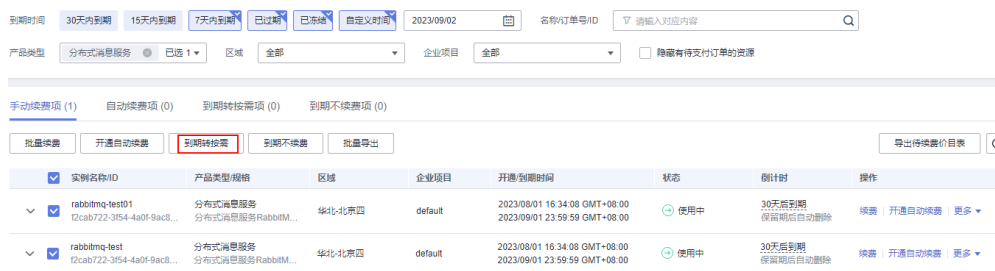 到期时间 30天内到期 15天内到期 7天内到期 已过期 已冻结 自定义时间 2023/09/02 名称/订单号/ID 请输入对应内容
产品类型 分布式消息服务 已选 1 区域 全部 企业项目 全部 隐藏有待支付订单的资源
手动续费项 (1) 自动续费项 (0) 到期转按需项 (0) 到期不续费项 (0)
批量续费 开通自动续费 到期转按需 到期不续费 批量导出 导出待续费价目表
实例名称/ID 产品类型/规格 区域 企业项目 开通/到期时间 状态 倒计时 操作
rabbitmq-test01 分布式消息服务 2023/08/01 16:34:08 GMT+08:00 30天后到期
f2cab722-3f54-4a0f-9ac8... 分布式消息服务RabbitM... 华北-北京四 default 2023/09/01 23:59:59 GMT+08:00 使用中 保留期后自动删除 续费 开通自动续费 更多
rabbitmq-test 分布式消息服务 2023/08/01 16:34:08 GMT+08:00 30天后到期
f2cab722-3f54-4a0f-9ac8... 分布式消息服务RabbitM... 华北-北京四 default 2023/09/01 23:59:59 GMT+08:00 使用中 保留期后自动删除 续费 开通自动续费 更多